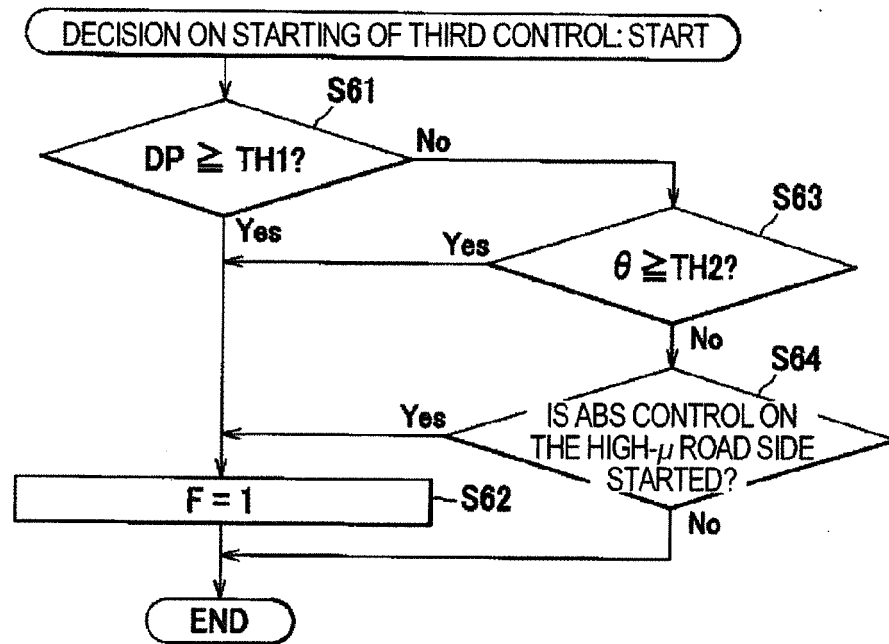 DECISION ON STARTING OF THIRD CONTROL: START
S61
DP ≧ TH1?
No
Yes
S63
θ ≧TH2?
Yes
No
S64
IS ABS CONTROL ON
THE HIGH-μ ROAD SIDE
STARTED?
Yes
No
F = 1
S62
END